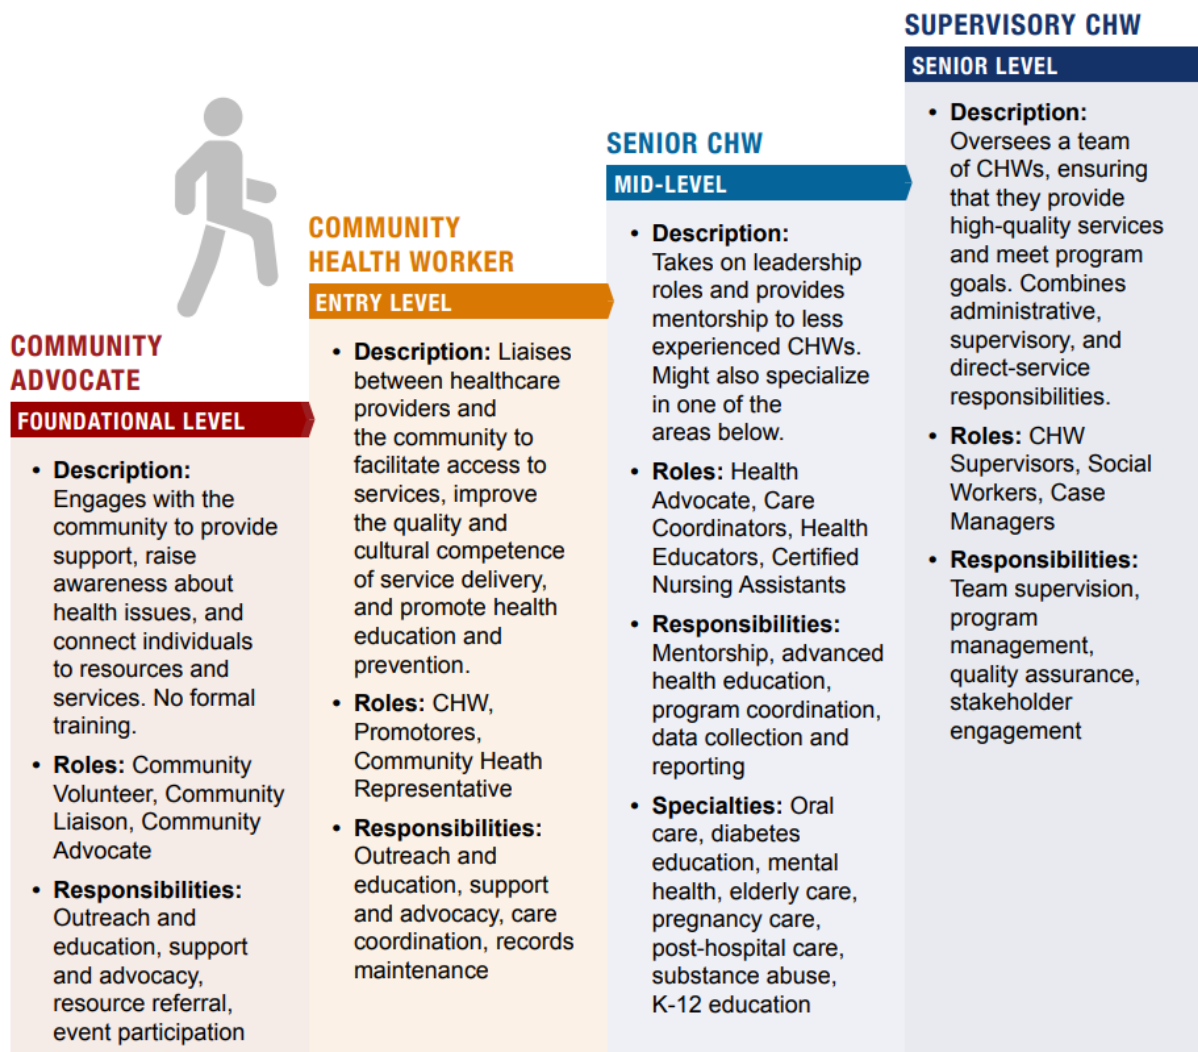 COMMUNITY
ADVOCATE
FOUNDATIONAL LEVEL
• Description:
Engages with the
community to provide
support, raise
awareness about
health issues, and
connect individuals
to resources and
services. No formal
training.
• Roles: Community
Volunteer, Community
Liaison, Community
Advocate
• Responsibilities:
Outreach and
education, support
and advocacy,
resource referral,
event participation
COMMUNITY
HEALTH WORKER
ENTRY LEVEL
• Description: Liaises
between healthcare
providers and
the community to
facilitate access to
services, improve
the quality and
cultural competence
of service delivery,
and promote health
education and
prevention.
• Roles: CHW,
Promotores,
Community Heath
Representative
• Responsibilities:
Outreach and
education, support
and advocacy, care
coordination, records
maintenance
SENIOR CHW
MID-LEVEL
• Description:
Takes on leadership
roles and provides
mentorship to less
experienced CHWs.
Might also specialize
in one of the
areas below.
• Roles: Health
Advocate, Care
Coordinators, Health
Educators, Certified
Nursing Assistants
• Responsibilities:
Mentorship, advanced
health education,
program coordination,
data collection and
reporting
• Specialties: Oral
care, diabetes
education, mental
health, elderly care,
pregnancy care,
post-hospital care,
substance abuse,
K-12 education
SUPERVISORY CHW
SENIOR LEVEL
• Description:
Oversees a team
of CHWs, ensuring
that they provide
high-quality services
and meet program
goals. Combines
administrative,
supervisory, and
direct-service
responsibilities.
• Roles: CHW
Supervisors, Social
Workers, Case
Managers
• Responsibilities:
Team supervision,
program
management,
quality assurance,
stakeholder
engagement